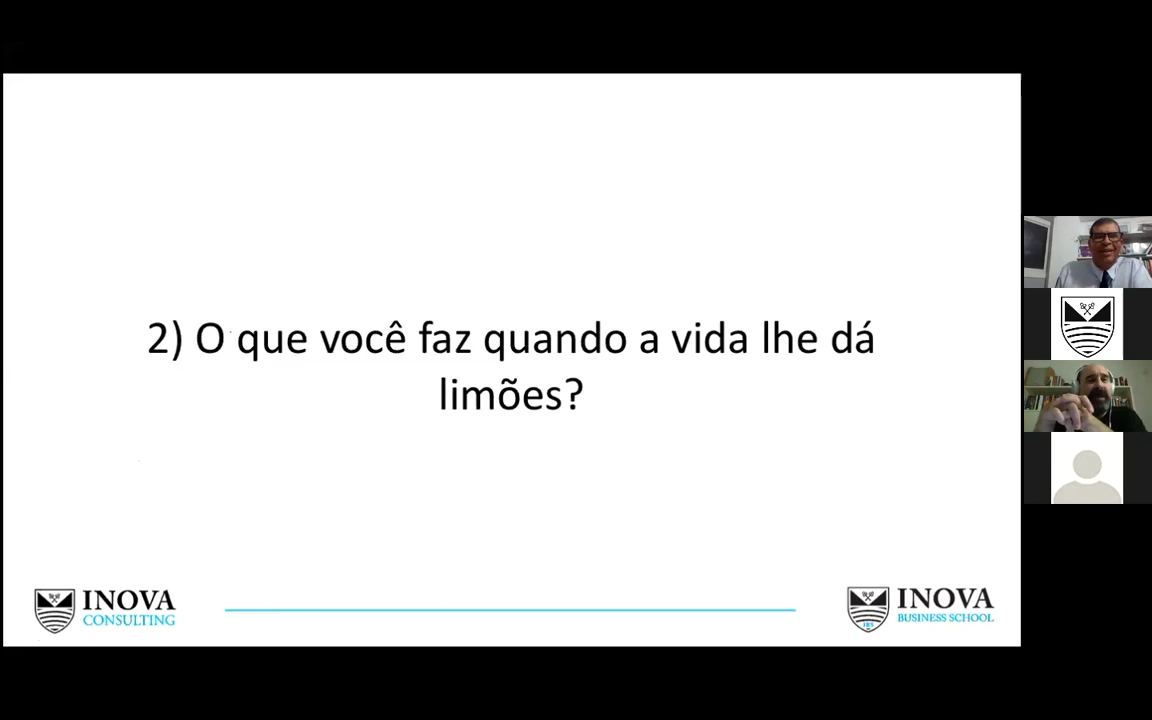 2) O que você faz quando a vida lhe dá
limões?
INOVA
CONSULTING
INOVA
BUSINESS SCHOOL